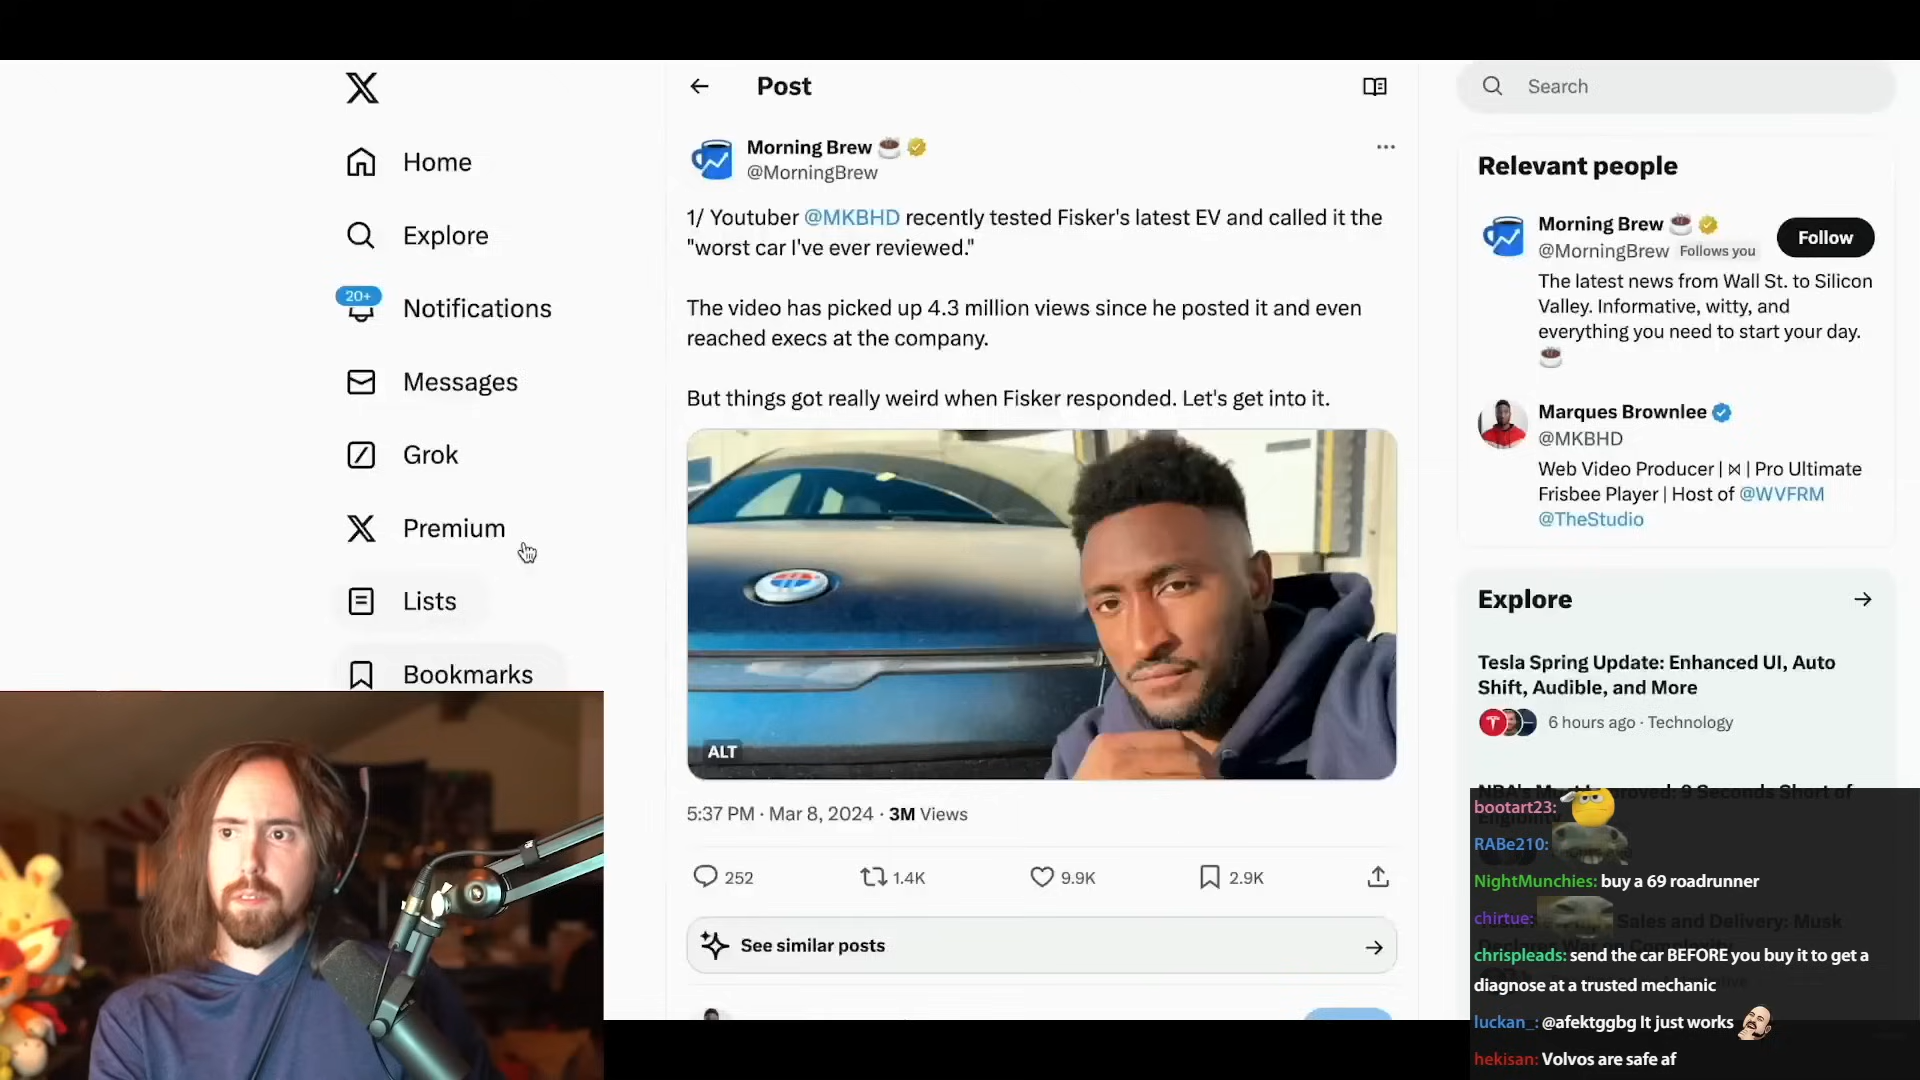 Home
Explore
20+
Notifications
Messages
Grok
Premium
Lists
Bookmarks
Post
Morning Brew
@MorningBrew
1/ Youtuber @MKBHD recently tested Fisker's latest EV and called it the
"worst car I've ever reviewed."
The video has picked up 4.3 million views since he posted it and even
reached execs at the company.
But things got really weird when Fisker responded. Let's get into it.
ALT
5:37 PM · Mar 8, 2024 · 3M Views
252
1.4K
9.9K
2.9K
See similar posts
Search
Relevant people
Morning Brew
@MorningBrew Follows you
Follow
The latest news from Wall St. to Silicon
Valley. Informative, witty, and
everything you need to start your day.
Marques Brownlee
@MKBHD
Web Video Producer | ⋈ | Pro Ultimate
Frisbee Player | Host of @WVFRM
@TheStudio
Explore
Tesla Spring Update: Enhanced UI, Auto
Shift, Audible, and More
6 hours ago · Technology
bootart23:
RABe210:
NightMunchies: buy a 69 roadrunner
chirtue:
Sales and Delivery: Musk
chrispleads: send the car BEFORE you buy it to get a
diagnose at a trusted mechanic
luckan_: @afektggbg It just works
hekisan: Volvos are safe af